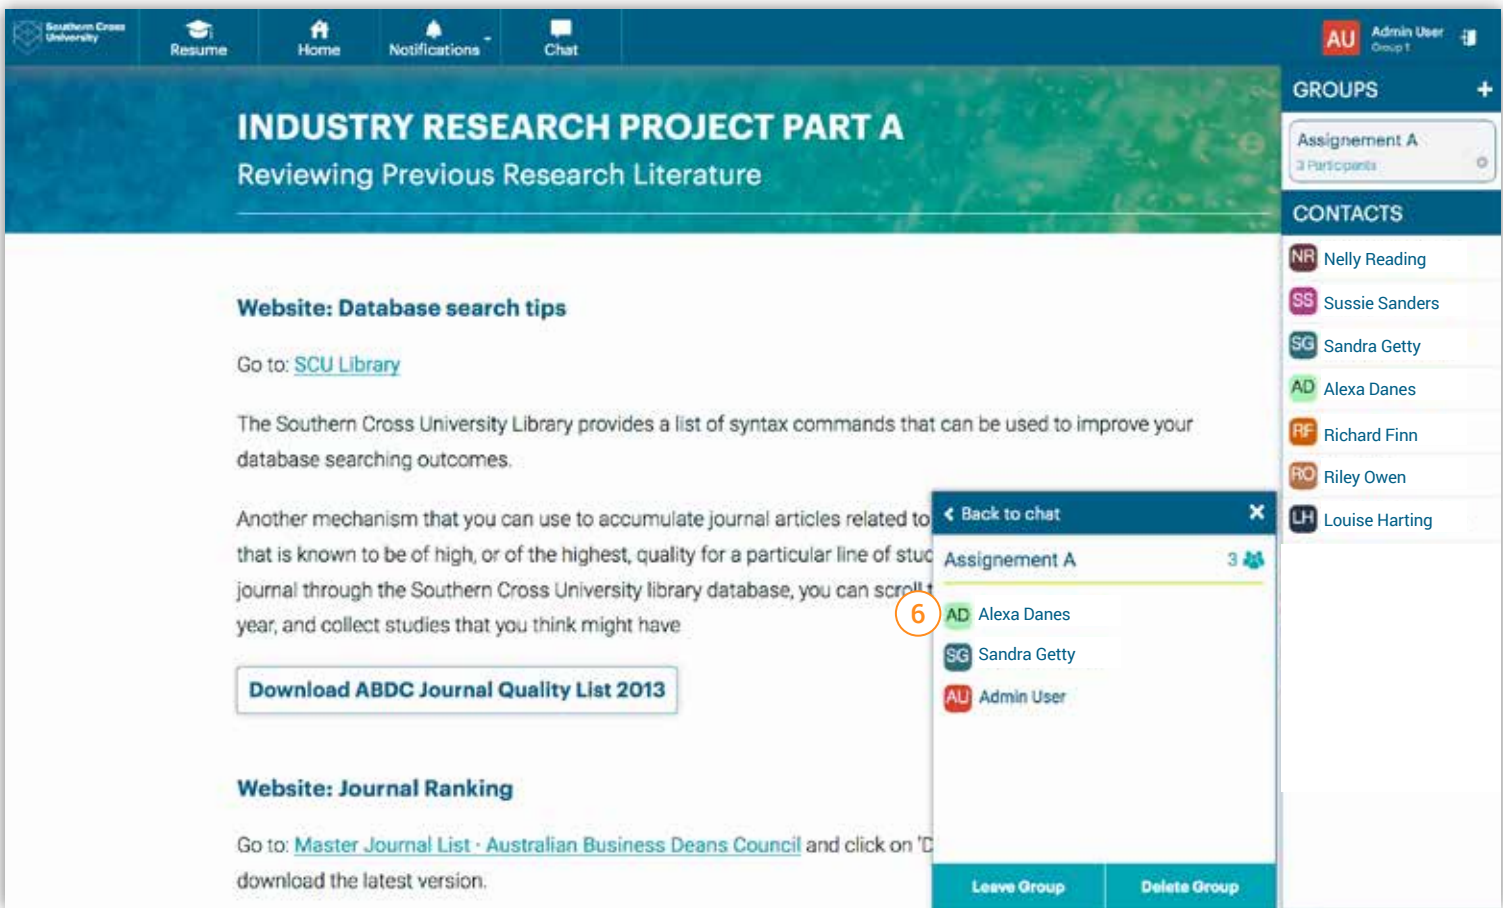 Southern Cross
University
Resume
Home
Notifications
Chat
AU
Admin User
Group 1
INDUSTRY RESEARCH PROJECT PART A
Reviewing Previous Research Literature
GROUPS +
Assignement A
3 Participants
CONTACTS
NR Nelly Reading
SS Sussie Sanders
SG Sandra Getty
AD Alexa Danes
RF Richard Finn
RO Riley Owen
LH Louise Harting
Website: Database search tips
Go to: SCU Library
The Southern Cross University Library provides a list of syntax commands that can be used to improve your
database searching outcomes.
Another mechanism that you can use to accumulate journal articles related to
that is known to be of high, or of the highest, quality for a particular line of stud
journal through the Southern Cross University library database, you can scroll t
year, and collect studies that you think might have
Download ABDC Journal Quality List 2013
Website: Journal Ranking
Go to: Master Journal List · Australian Business Deans Council and click on 'D
download the latest version.
Back to chat
Assignement A 3
6
AD Alexa Danes
SG Sandra Getty
AU Admin User
Leave Group
Delete Group